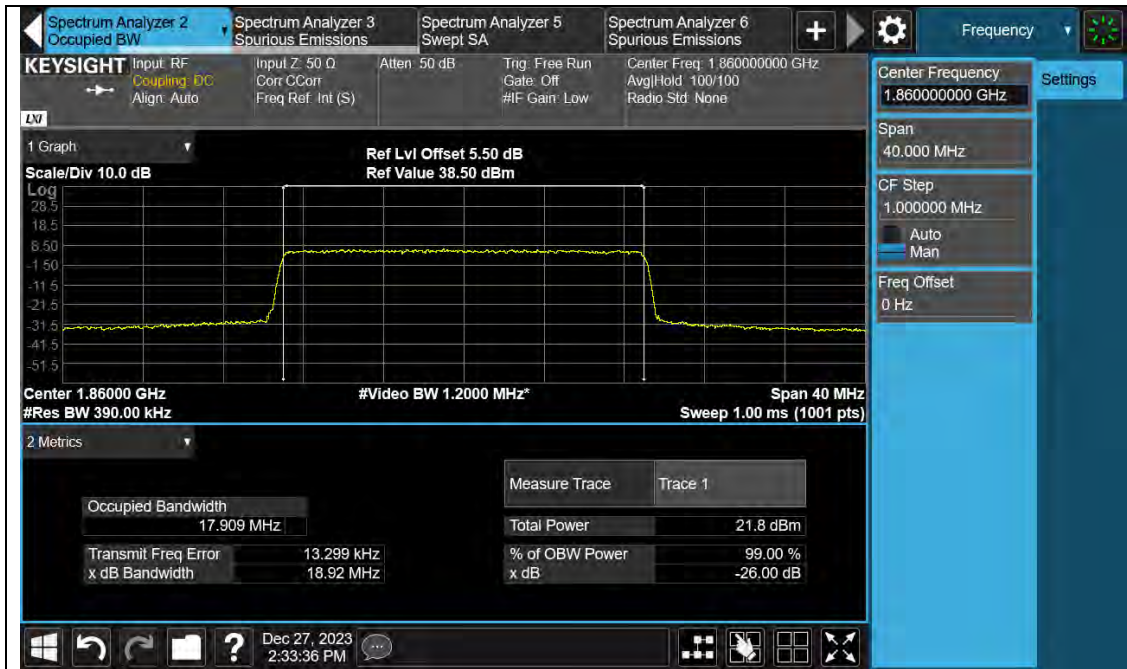 Spectrum Analyzer 2
Occupied BW
Spectrum Analyzer 3
Spurious Emissions
Spectrum Analyzer 5
Swept SA
Spectrum Analyzer 6
Spurious Emissions
+
Frequency
KEYSIGHT
Input: RF
Coupling: DC
Align: Auto
Input Z: 50 Ω
Corr CCorr
Freq Ref: Int (S)
Atten: 50 dB
Trig: Free Run
Gate: Off
#IF Gain: Low
Center Freq: 1.860000000 GHz
Avg|Hold: 100/100
Radio Std: None
LXI
Center Frequency
1.860000000 GHz
Settings
Span
40.000 MHz
CF Step
1.000000 MHz
Auto
Man
Freq Offset
0 Hz
1 Graph
Scale/Div 10.0 dB
Ref Lvl Offset 5.50 dB
Ref Value 38.50 dBm
Log
28.5
18.5
8.50
-1.50
-11.5
-21.5
-31.5
-41.5
-51.5
Center 1.86000 GHz
#Res BW 390.00 kHz
#Video BW 1.2000 MHz*
Span 40 MHz
Sweep 1.00 ms (1001 pts)
2 Metrics
Measure Trace Trace 1
Occupied Bandwidth
17.909 MHz
Total Power 21.8 dBm
Transmit Freq Error 13.299 kHz
% of OBW Power 99.00 %
x dB Bandwidth 18.92 MHz
x dB -26.00 dB
?
Dec 27, 2023
2:33:36 PM